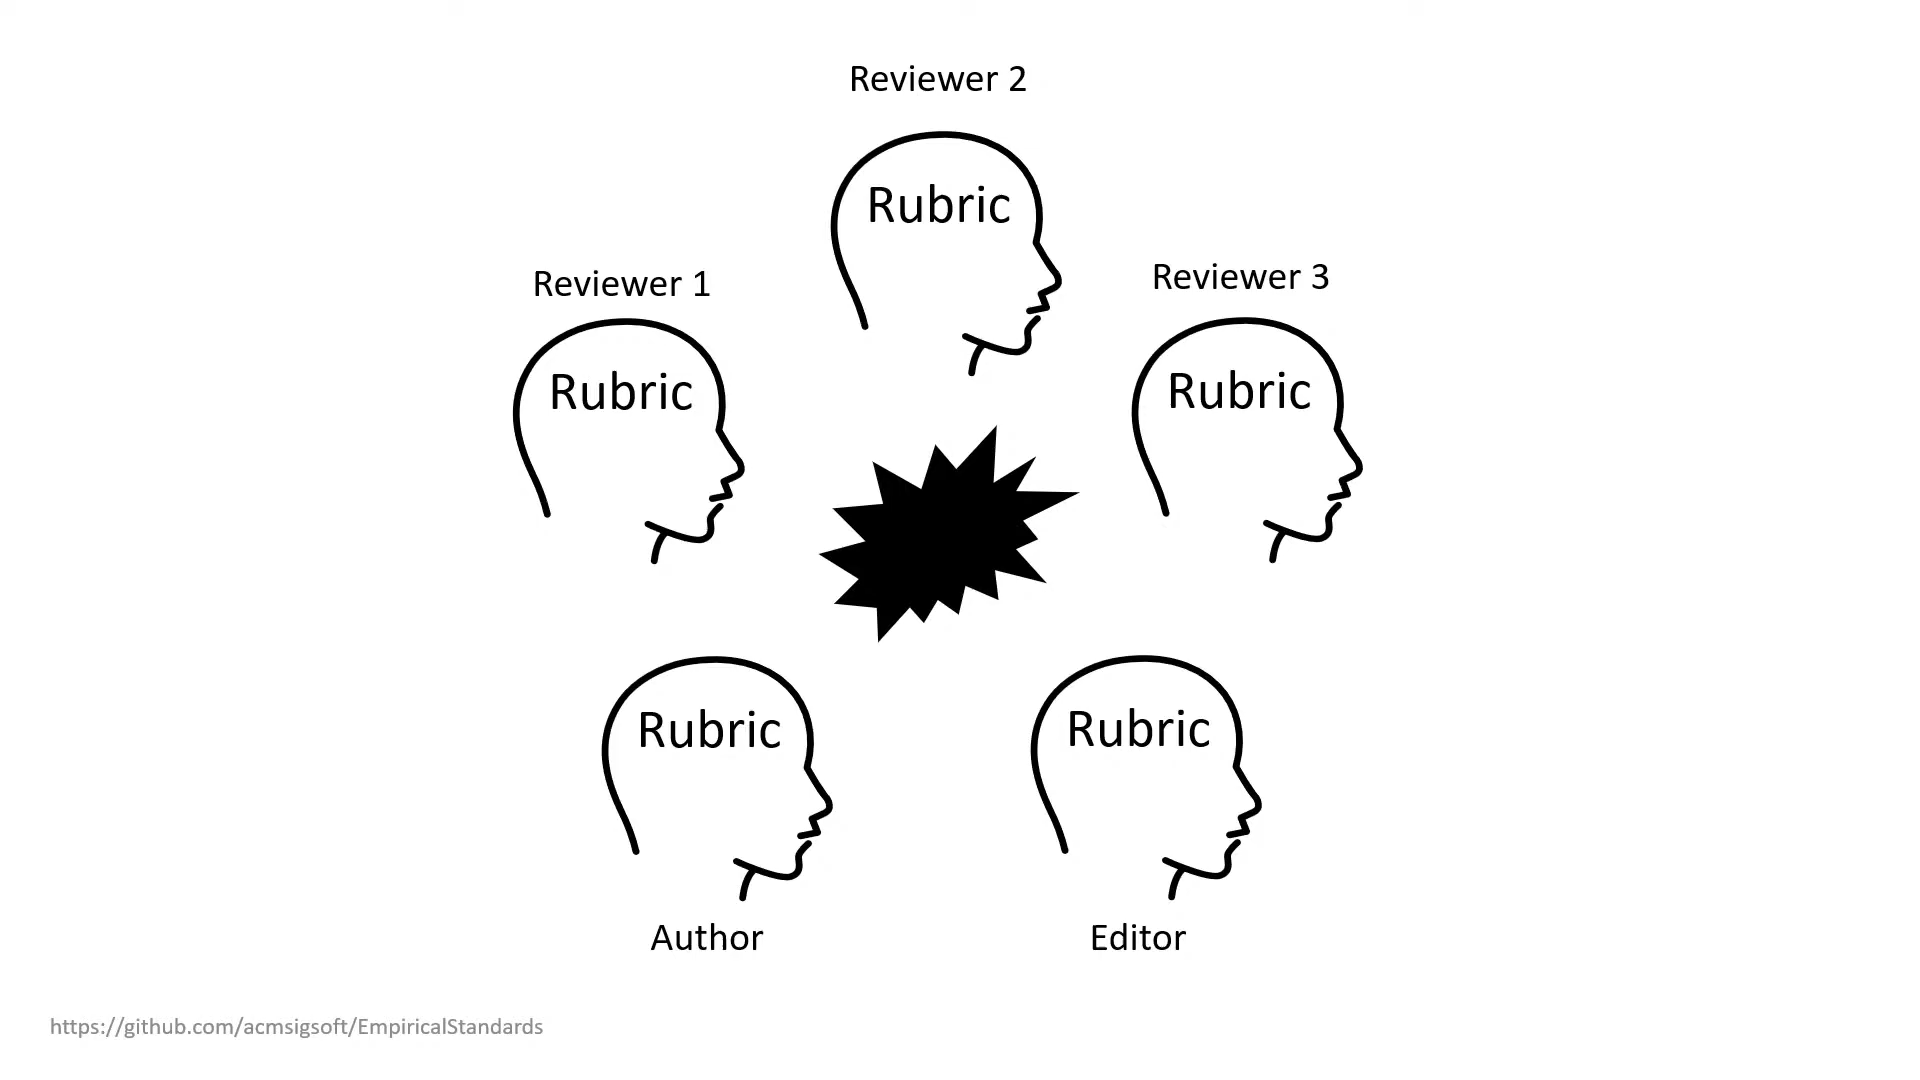 Reviewer 2
Rubric
Reviewer 1
Reviewer 3
Rubric
Rubric
Rubric
Rubric
Author
Editor
https://github.com/acmsigsoft/EmpiricalStandards